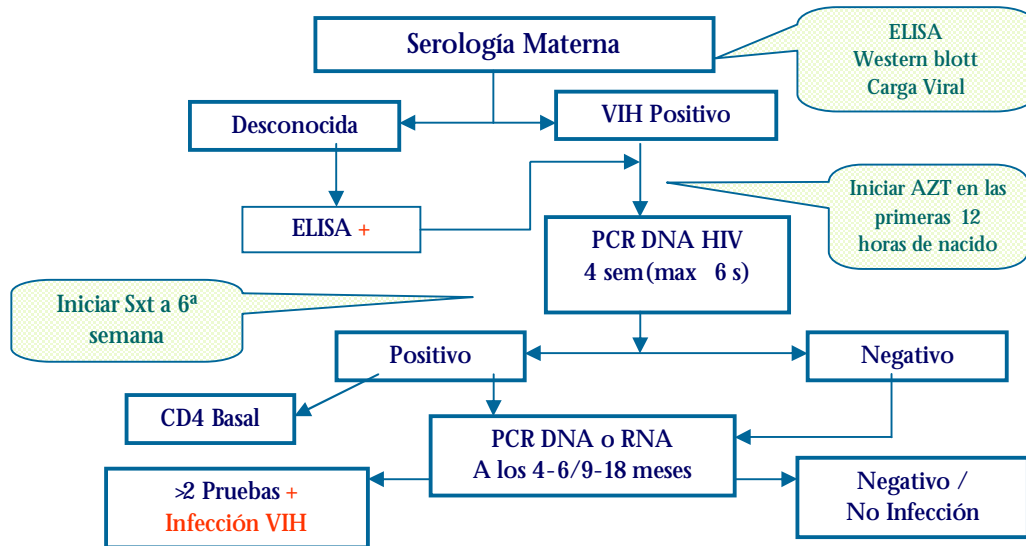 Serología Materna
ELISA
Western blott
Carga Viral
Desconocida
VIH Positivo
ELISA +
Iniciar AZT en las
primeras 12
horas de nacido
PCR DNA HIV
4 sem(max 6 s)
Iniciar Sxt a 6ª
semana
Positivo
Negativo
CD4 Basal
PCR DNA o RNA
A los 4-6/9-18 meses
>2 Pruebas +
Infección VIH
Negativo /
No Infección